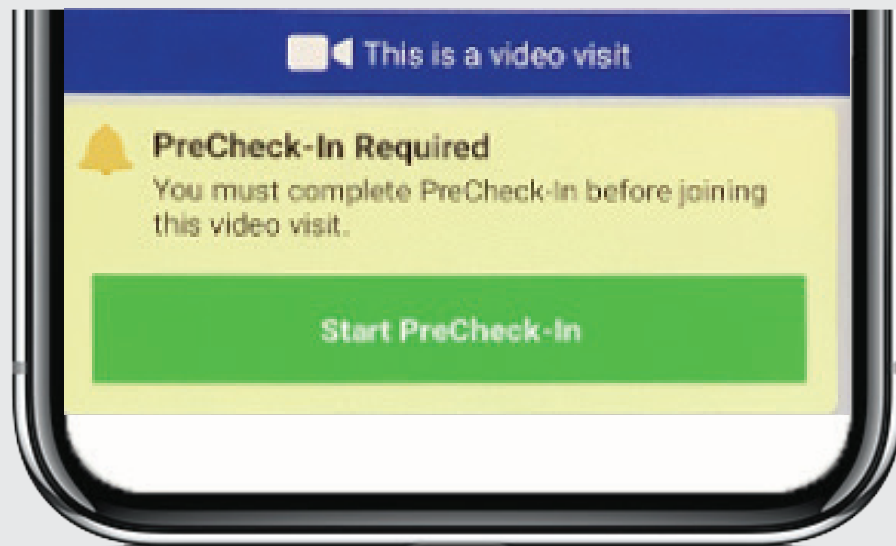 This is a video visit
PreCheck-In Required
You must complete PreCheck-In before joining
this video visit.
Start PreCheck-In